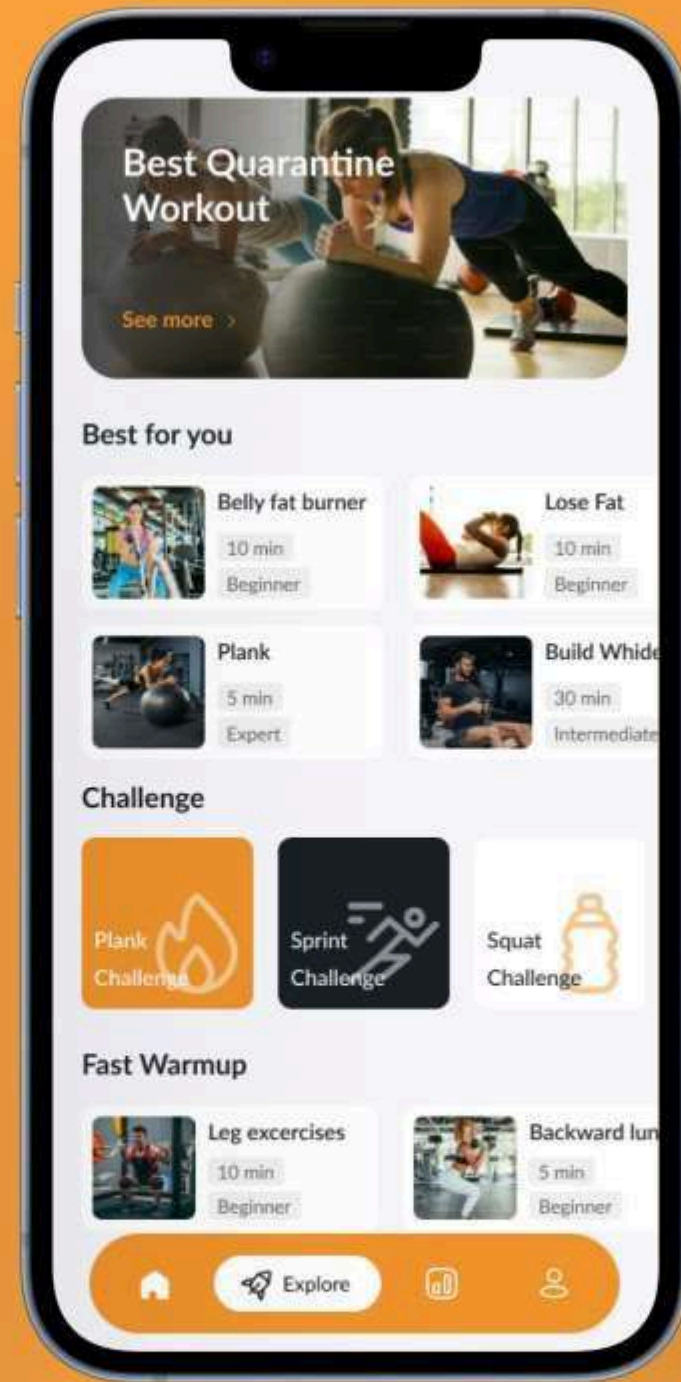 Best Quarantine
Workout
See more >
Best for you
Belly fat burner
10 min
Beginner
Lose Fat
10 min
Beginner
Plank
5 min
Expert
Build Whide
30 min
Intermediate
Challenge
Plank
Challenge
Sprint
Challenge
Squat
Challenge
Fast Warmup
Leg excercises
10 min
Beginner
Backward lun
5 min
Beginner
Explore